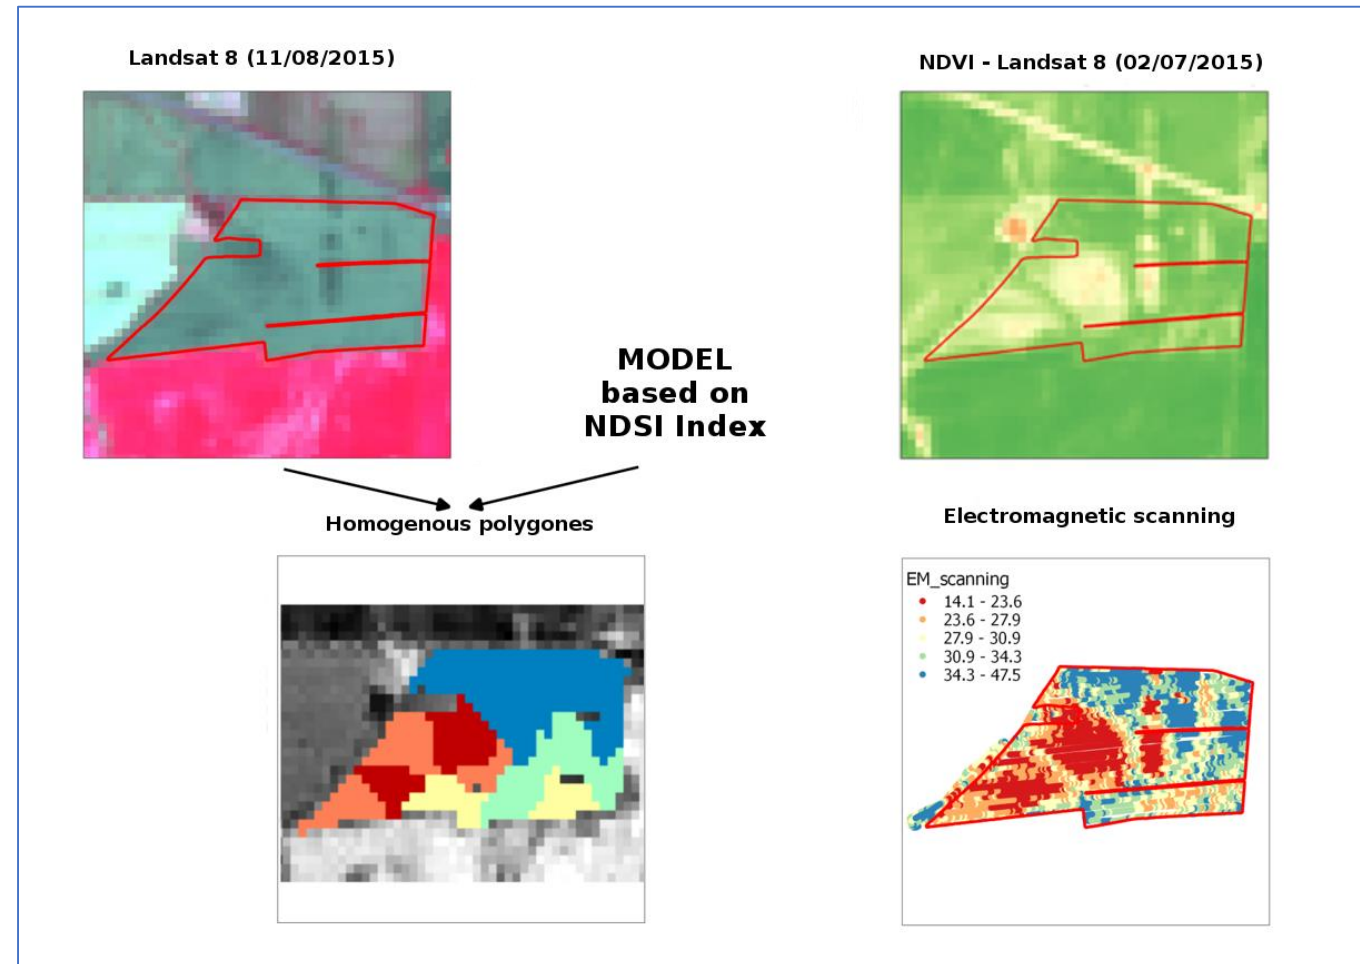 Landsat 8 (11/08/2015)
NDVI - Landsat 8 (02/07/2015)
MODEL
based on
NDSI Index
Homogenous polygones
Electromagnetic scanning
EM_scanning
14.1 - 23.6
23.6 - 27.9
27.9 - 30.9
30.9 - 34.3
34.3 - 47.5